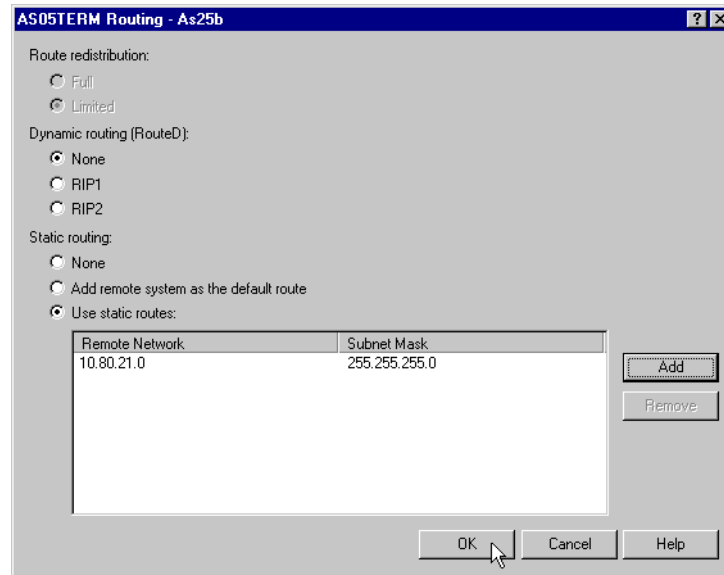 AS05TERM Routing - As25b
Route redistribution:
Full
Limited
Dynamic routing (RouteD):
None
RIP1
RIP2
Static routing:
None
Add remote system as the default route
Use static routes:
Remote Network Subnet Mask
10.80.21.0 255.255.255.0
Add
Remove
OK Cancel Help